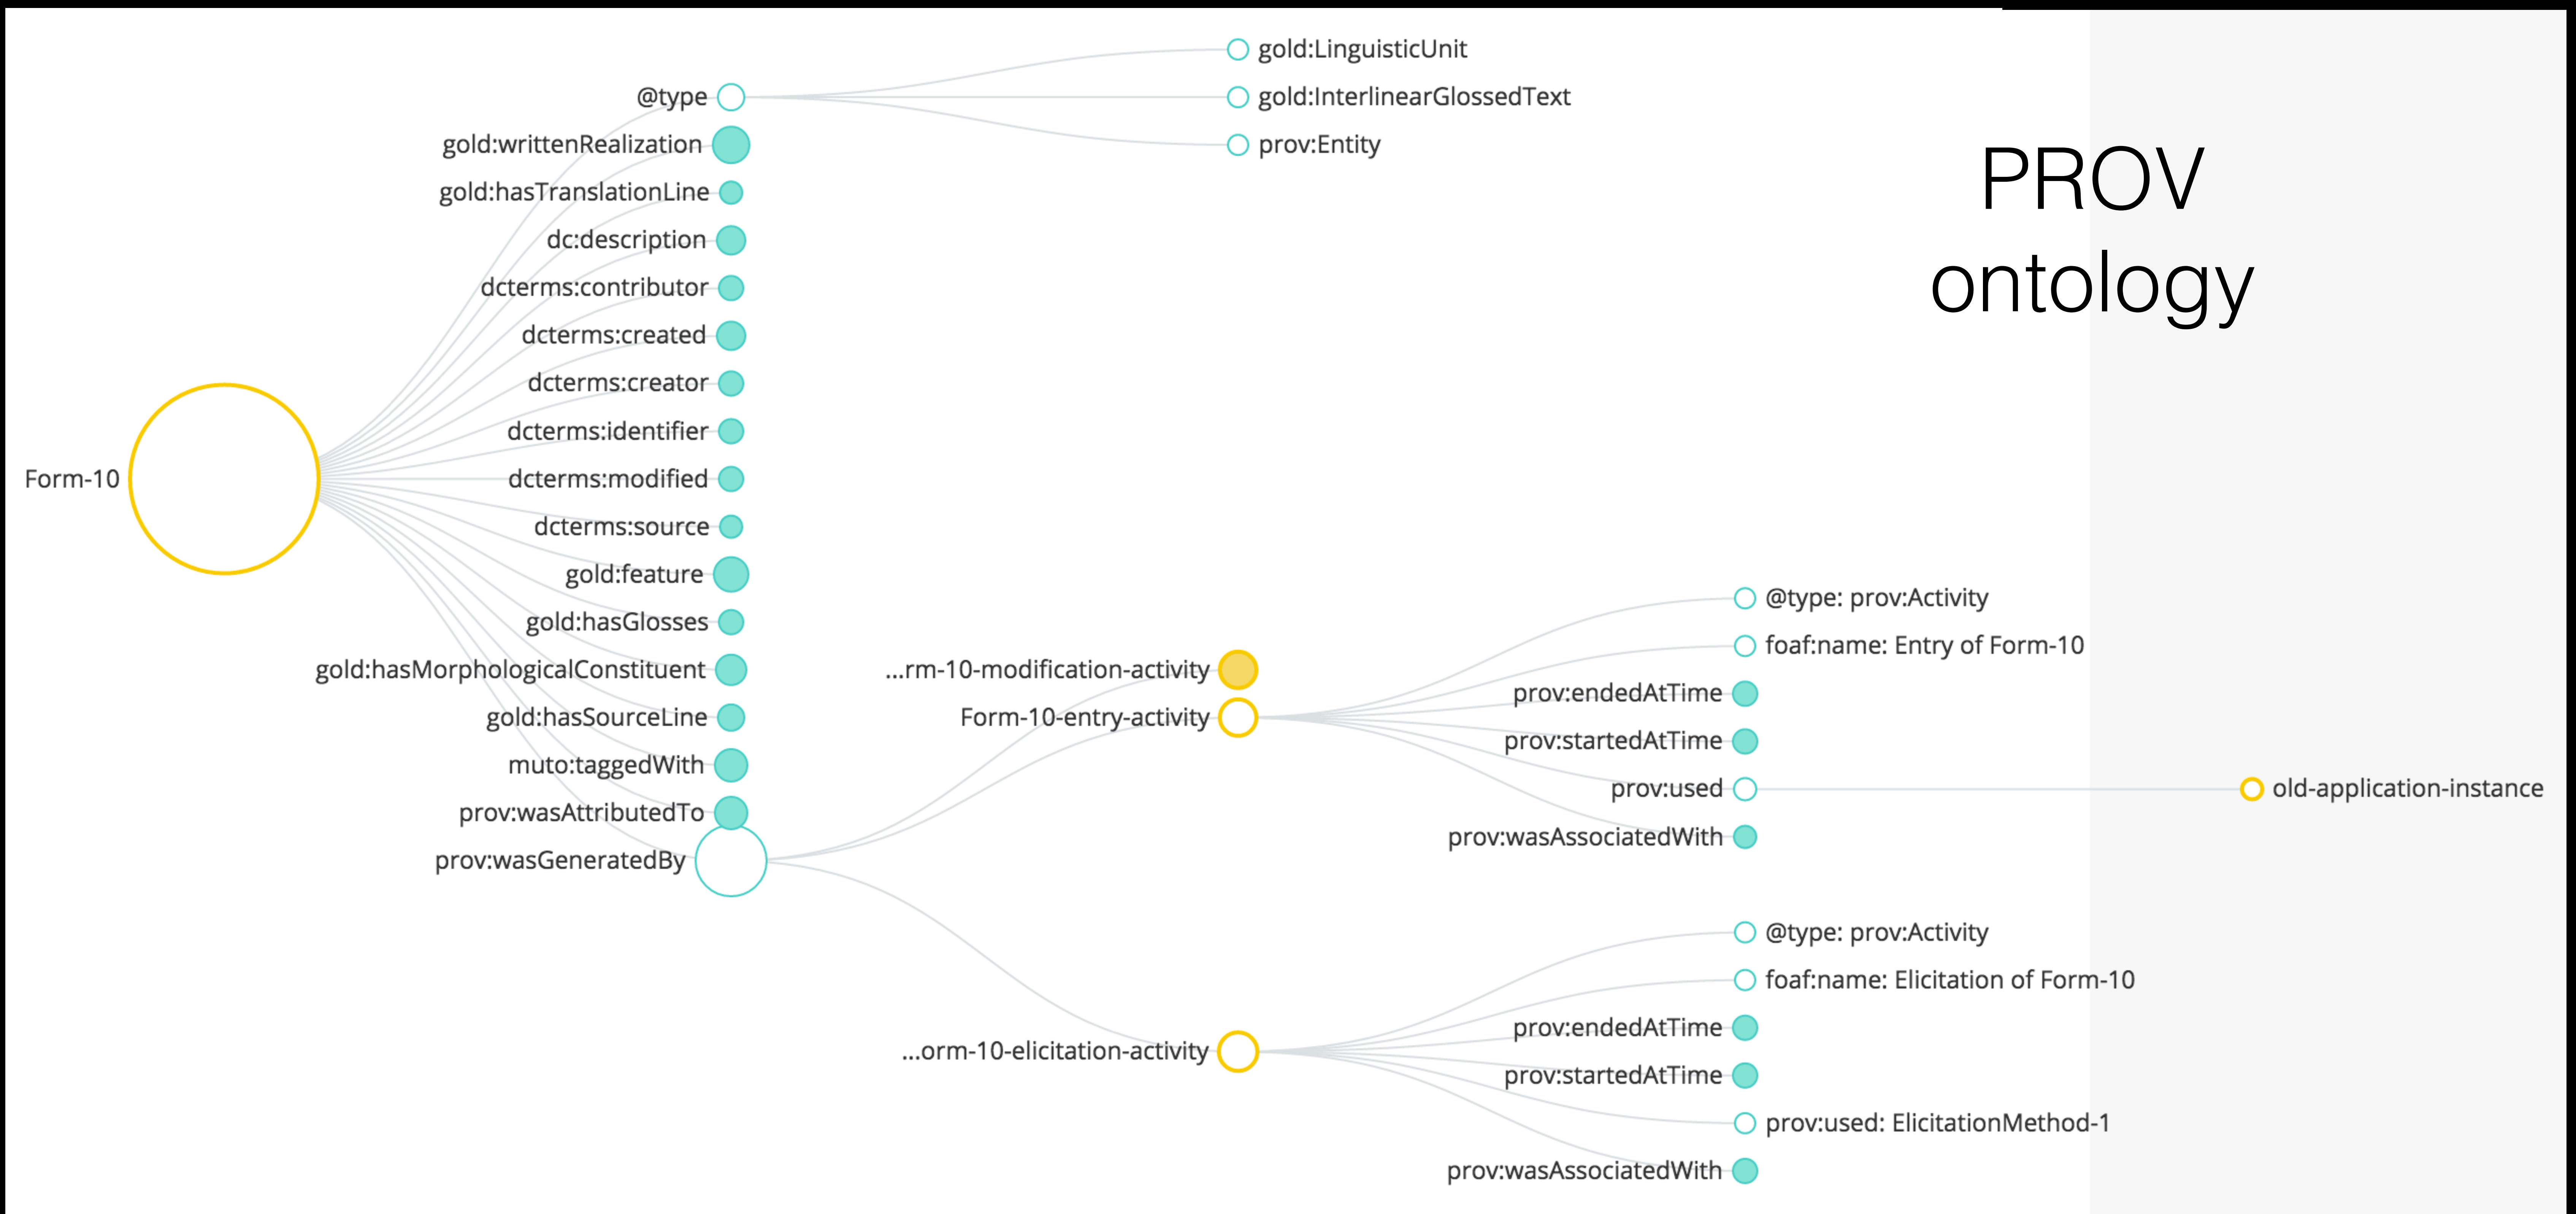 PROV
ontology
Form-10
@type
gold:writtenRealization
gold:hasTranslationLine
dc:description
dcterms:contributor
dcterms:created
dcterms:creator
dcterms:identifier
dcterms:modified
dcterms:source
gold:feature
gold:hasGlosses
gold:hasMorphologicalConstituent
gold:hasSourceLine
muto:taggedWith
prov:wasAttributedTo
prov:wasGeneratedBy
gold:LinguisticUnit
gold:InterlinearGlossedText
prov:Entity
...rm-10-modification-activity
Form-10-entry-activity
...orm-10-elicitation-activity
@type: prov:Activity
foaf:name: Entry of Form-10
prov:endedAtTime
prov:startedAtTime
prov:used
prov:wasAssociatedWith
old-application-instance
@type: prov:Activity
foaf:name: Elicitation of Form-10
prov:endedAtTime
prov:startedAtTime
prov:used: ElicitationMethod-1
prov:wasAssociatedWith